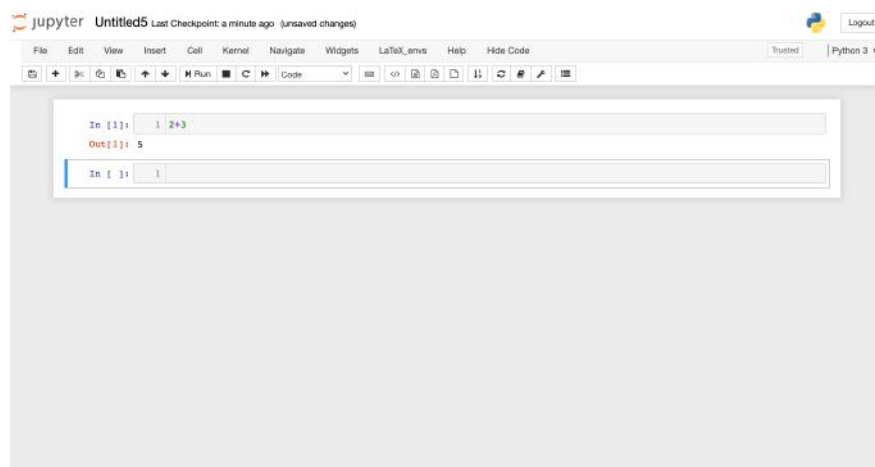 jupyter Untitled5 Last Checkpoint: a minute ago (unsaved changes)
Logout
File Edit View Insert Cell Kernel Navigate Widgets LaTeX_envs Help Hide Code
Trusted Python 3
Run Code
In [1]: 1 2+3
Out[1]: 5
In [ ]: 1